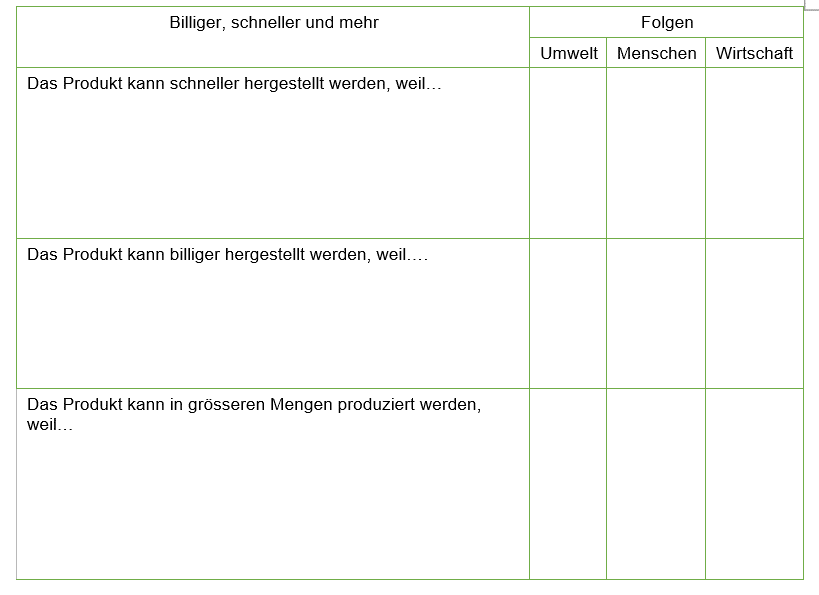 Billiger, schneller und mehr
Folgen
Umwelt
Menschen
Wirtschaft
Das Produkt kann schneller hergestellt werden, weil…
Das Produkt kann billiger hergestellt werden, weil….
Das Produkt kann in grösseren Mengen produziert werden,
weil…